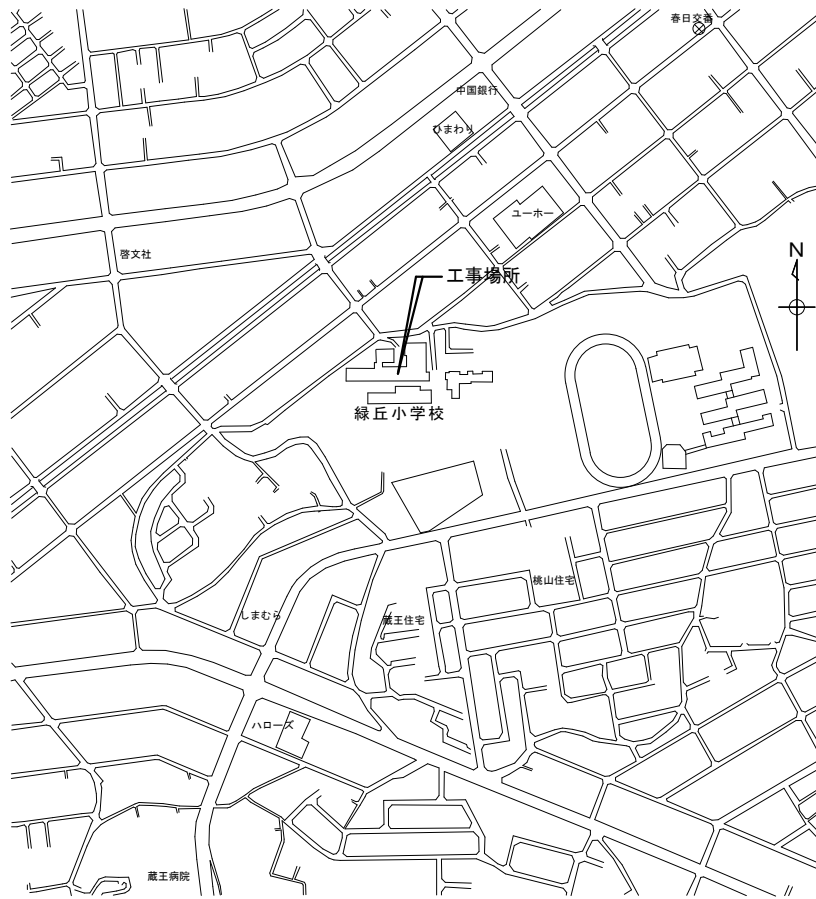 春日交番
中国銀行
ひまわり
ユーホー
啓文社
N
工事場所
緑丘小学校
桃山住宅
しまむら
蔵王住宅
ハローズ
蔵王病院